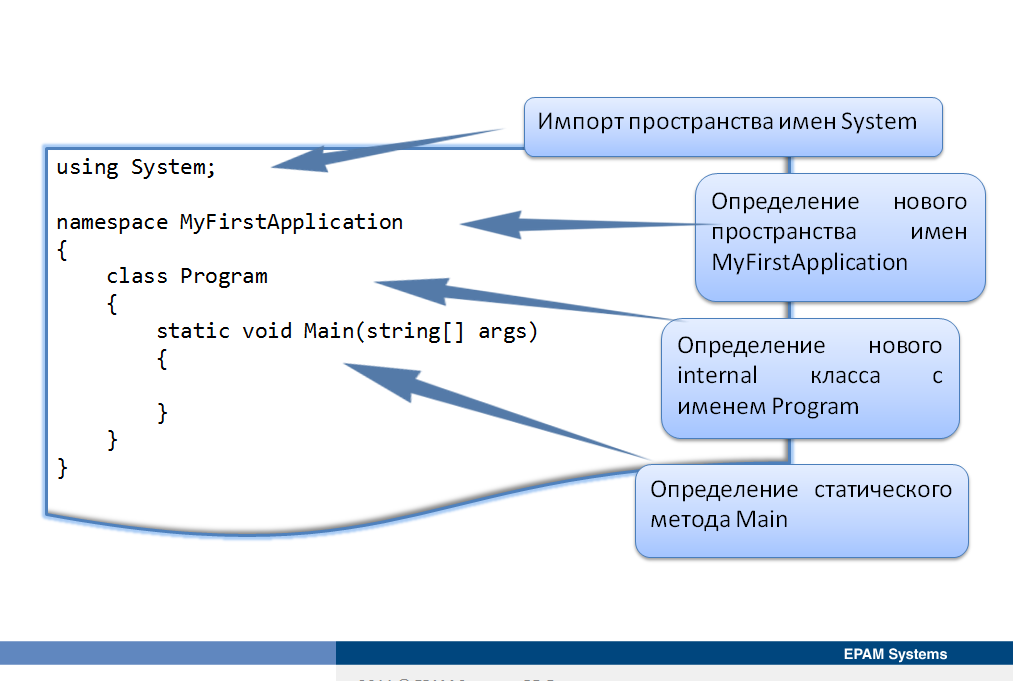 Импорт пространства имен System
using System;
Определение нового
пространства имен
MyFirstApplication
namespace MyFirstApplication
{
class Program
{
Определение нового
internal класса с
именем Program
static void Main(string[] args)
{
}
}
}
Определение статического
метода Main
EPAM Systems